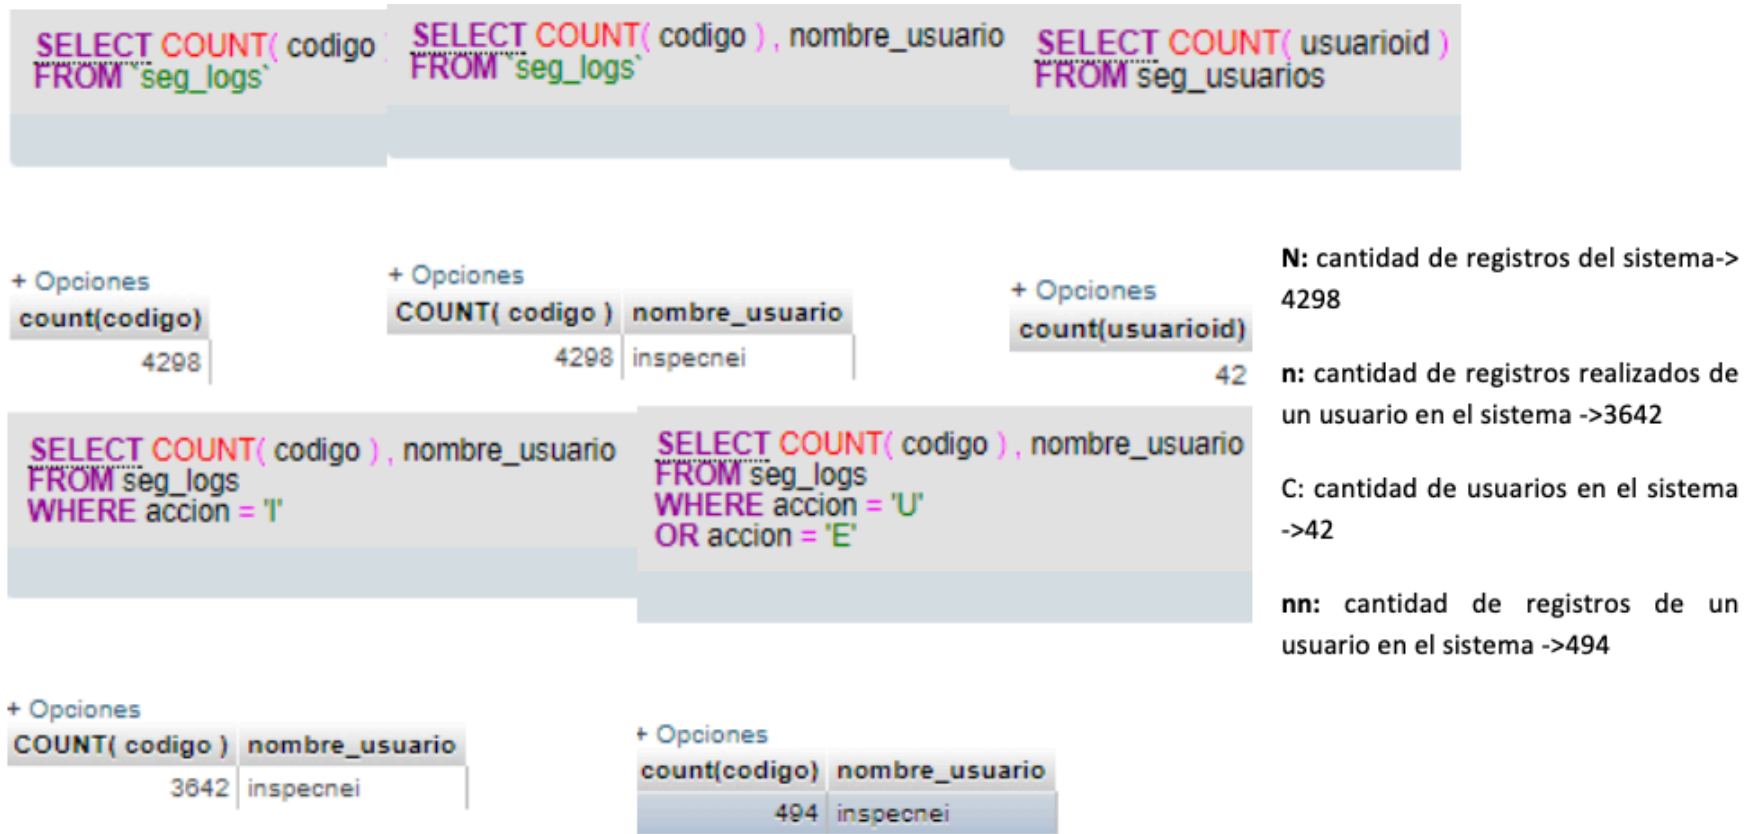 SELECT COUNT( codigo )
FROM `seg_logs`
SELECT COUNT( codigo ) , nombre_usuario
FROM `seg_logs`
SELECT COUNT( usuarioid )
FROM seg_usuarios
+ Opciones
count(codigo)
4298
+ Opciones
COUNT( codigo ) nombre_usuario
4298 inspecnei
+ Opciones
count(usuarioid)
42
SELECT COUNT( codigo ) , nombre_usuario
FROM seg_logs
WHERE accion = 'I'
SELECT COUNT( codigo ) , nombre_usuario
FROM seg_logs
WHERE accion = 'U'
OR accion = 'E'
+ Opciones
COUNT( codigo ) nombre_usuario
3642 inspecnei
+ Opciones
count(codigo) nombre_usuario
494 inspecnei
N: cantidad de registros del sistema->
4298
n: cantidad de registros realizados de
un usuario en el sistema ->3642
C: cantidad de usuarios en el sistema
->42
nn: cantidad de registros de un
usuario en el sistema ->494